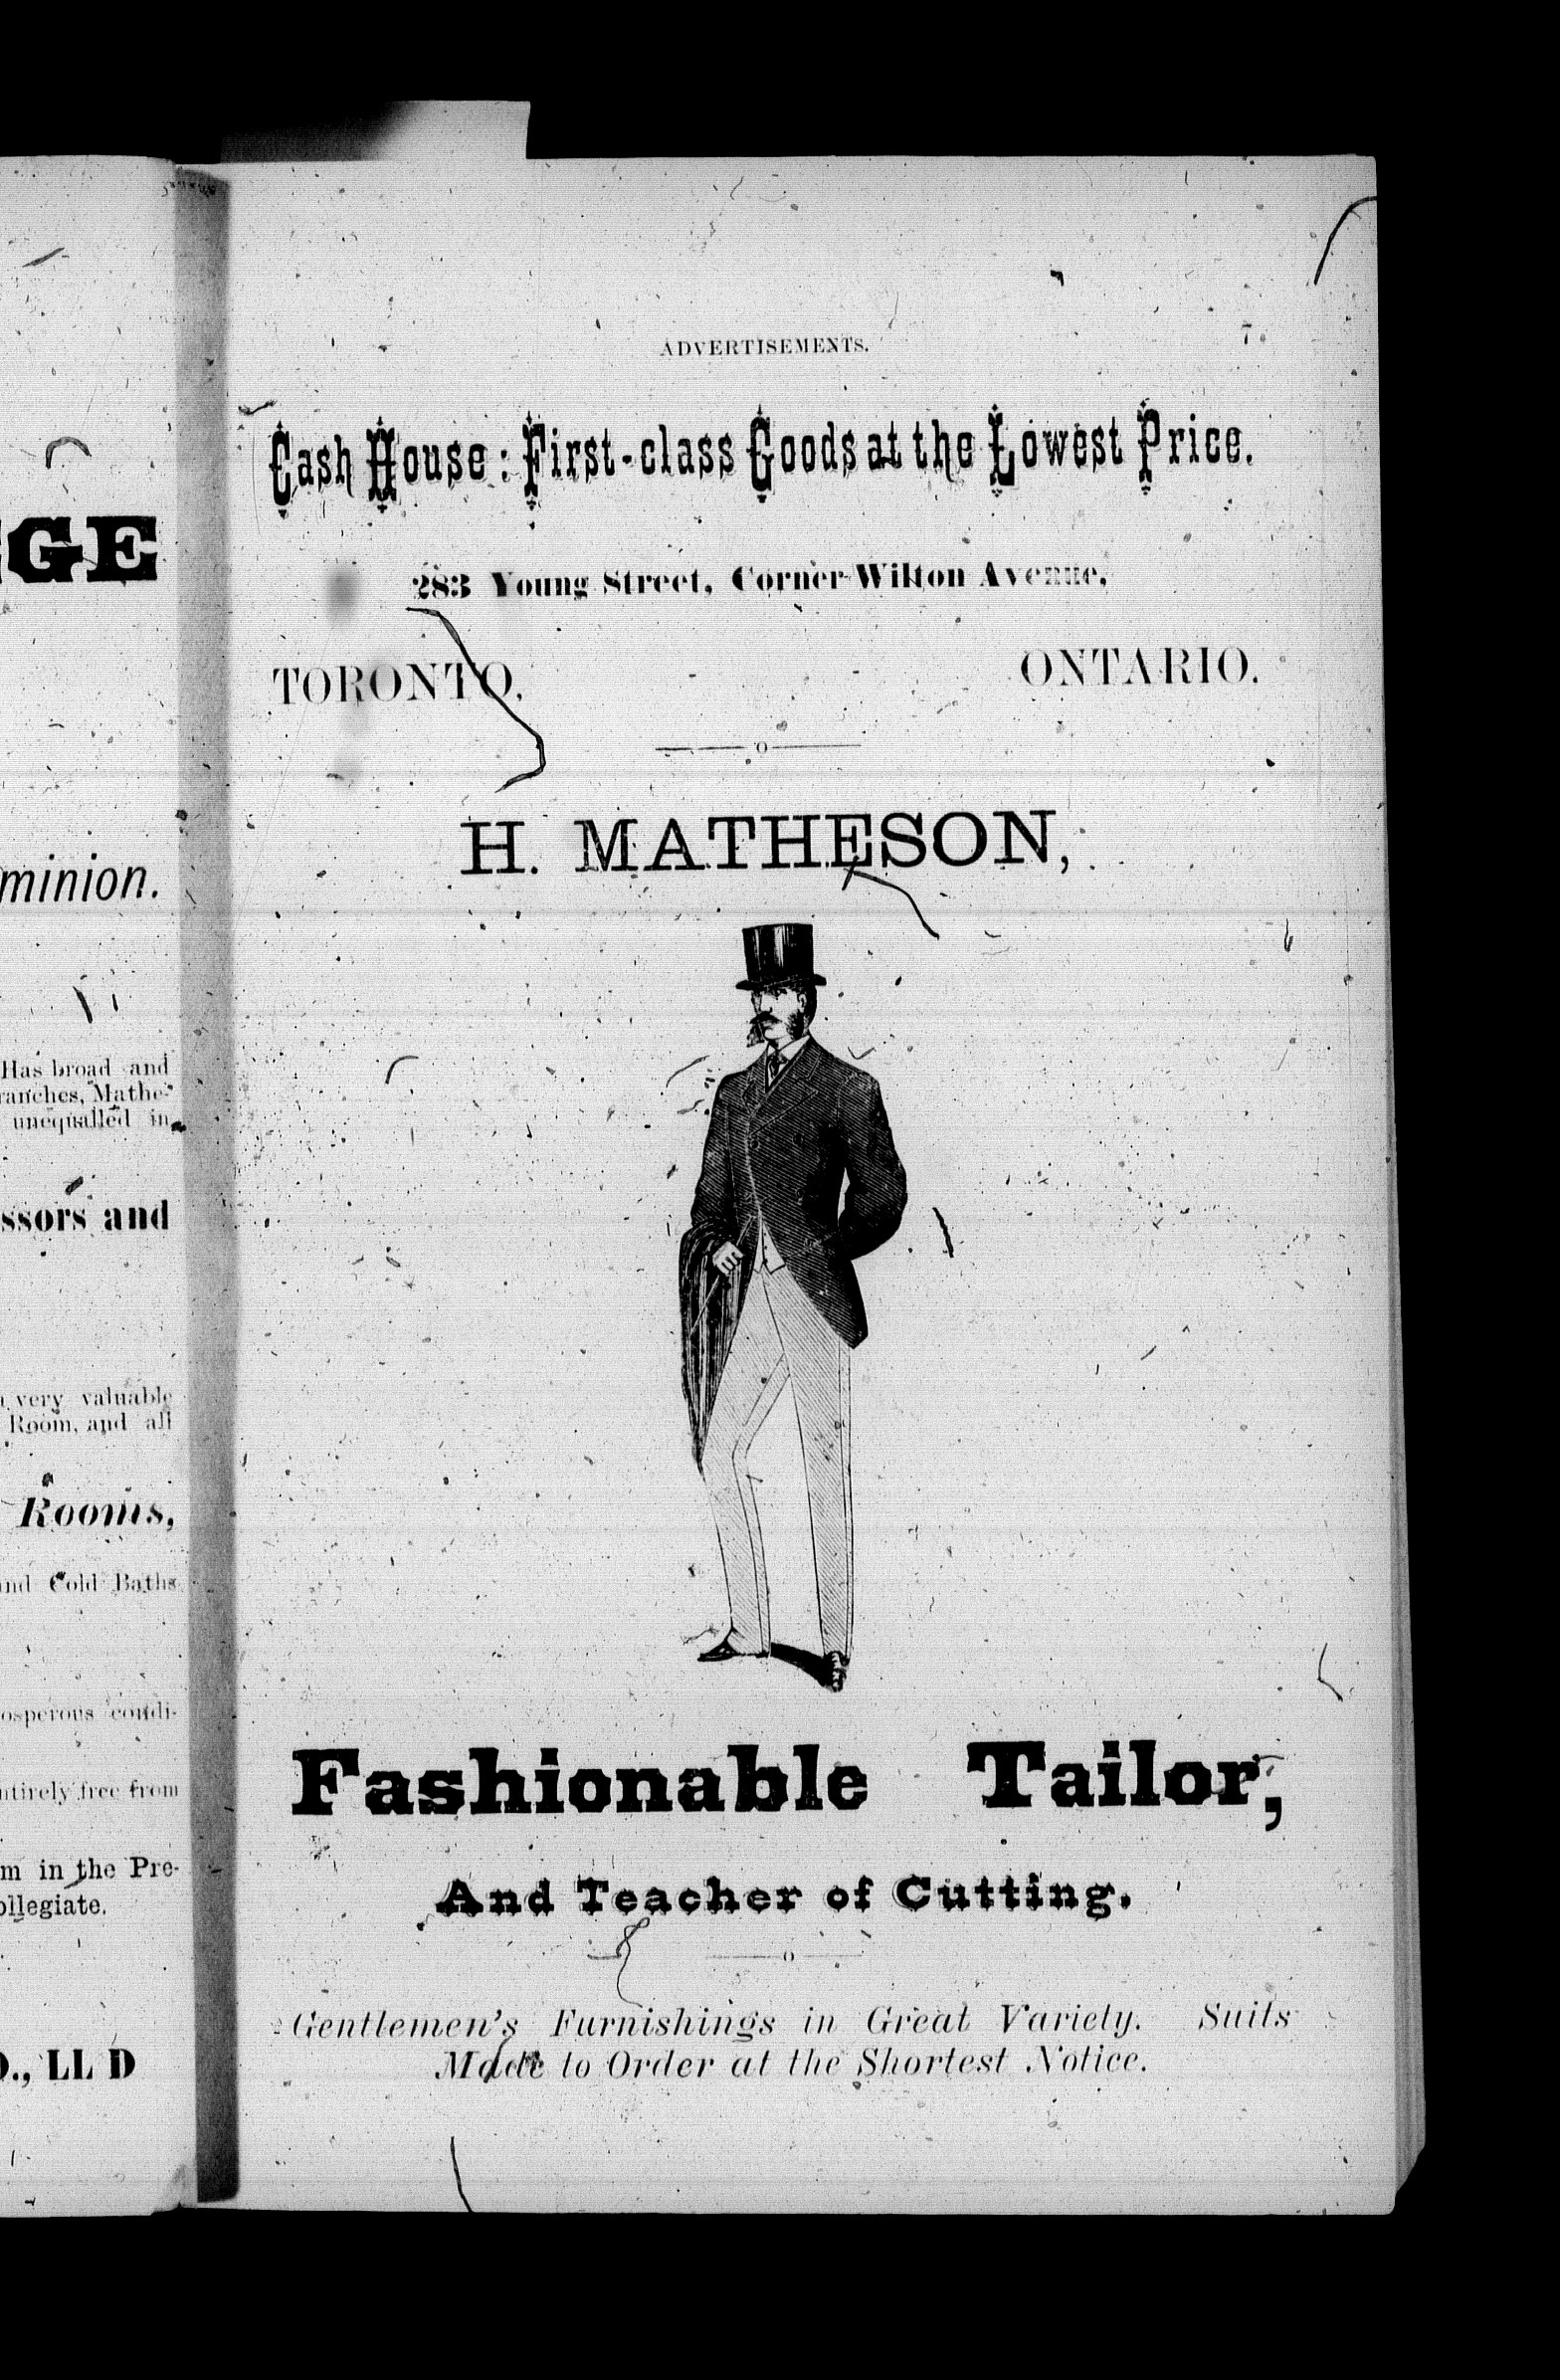 GE
minion.
Has broad and
ranches, Mathe-
unequalled in
ssors and
very valuable
Room, and all
Rooms,
and Cold Baths
osperous condi-
ntirely free from
m in the Pre-
ollegiate.
D., LL D
ADVERTISEMENTS. 7
Cash House: First-class Goods at the Lowest Price.
283 Young Street, Corner Wilton Avenue,
TORONTO, ONTARIO.
H. MATHESON,
Fashionable Tailor,
And Teacher of Cutting.
Gentlemen's Furnishings in Great Variety. Suits
Made to Order at the Shortest Notice.